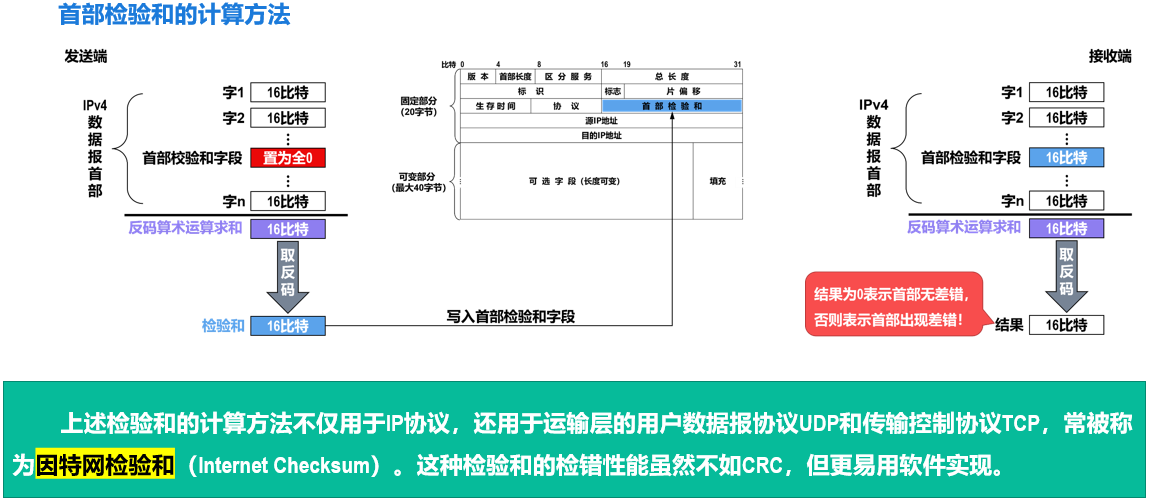 首部检验和的计算方法
发送端
IPv4数据报首部
字1 16比特
字2 16比特
首部校验和字段 置为全0
字n 16比特
反码算术运算求和 16比特
取反码
检验和 16比特
写入首部检验和字段
比特 0 4 8 16 19 31
固定部分
(20字节)
版本 首部长度 区分服务 总长度
标识 标志 片偏移
生存时间 协议 首部检验和
源IP地址
目的IP地址
可变部分
(最大40字节)
可选字段 (长度可变) 填充
接收端
IPv4数据报首部
字1 16比特
字2 16比特
首部检验和字段 16比特
字n 16比特
反码算术运算求和 16比特
取反码
结果为0表示首部无差错，
否则表示首部出现差错！
结果 16比特
上述检验和的计算方法不仅用于IP协议，还用于运输层的用户数据报协议UDP和传输控制协议TCP，常被称
为因特网检验和（Internet Checksum）。这种检验和的检错性能虽然不如CRC，但更易用软件实现。